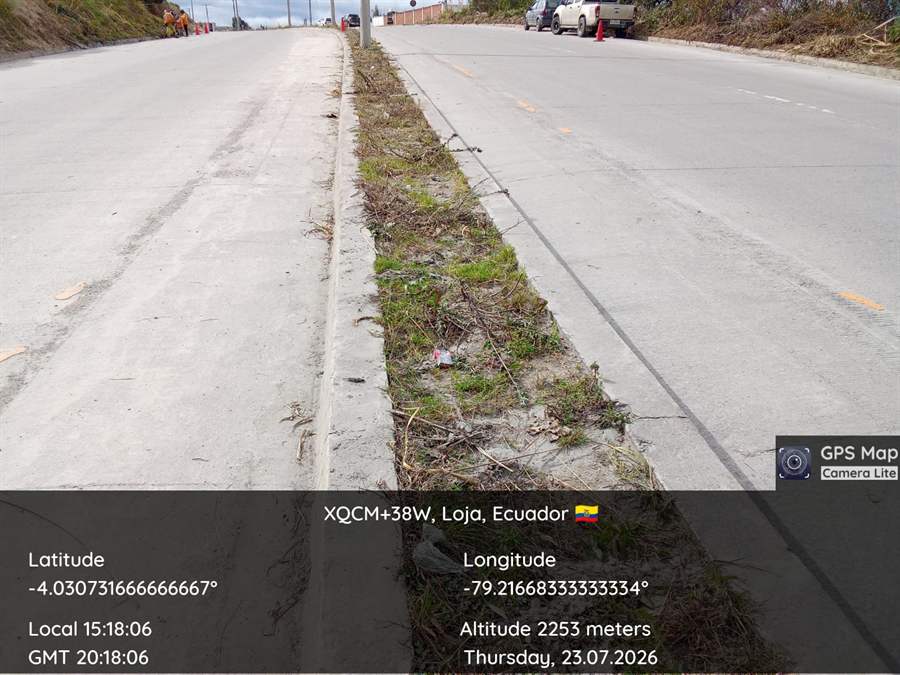 GPS Map
Camera Lite
XQCM+38W, Loja, Ecuador 🇪🇨
Latitude
-4.030731666666667°
Longitude
-79.21668333333334°
Local 15:18:06
GMT 20:18:06
Altitude 2253 meters
Thursday, 23.07.2026